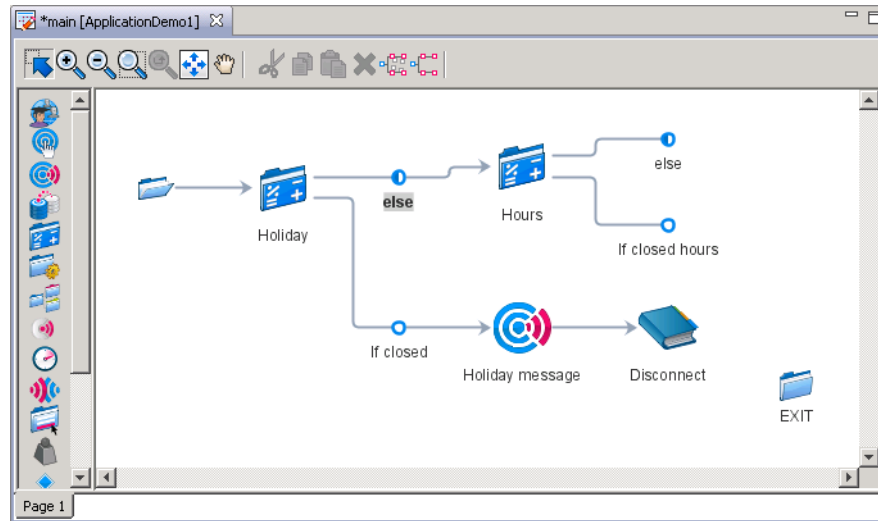 *main [ApplicationDemo1]
else
else
Hours
Holiday
If closed hours
If closed
Holiday message
Disconnect
EXIT
Page 1